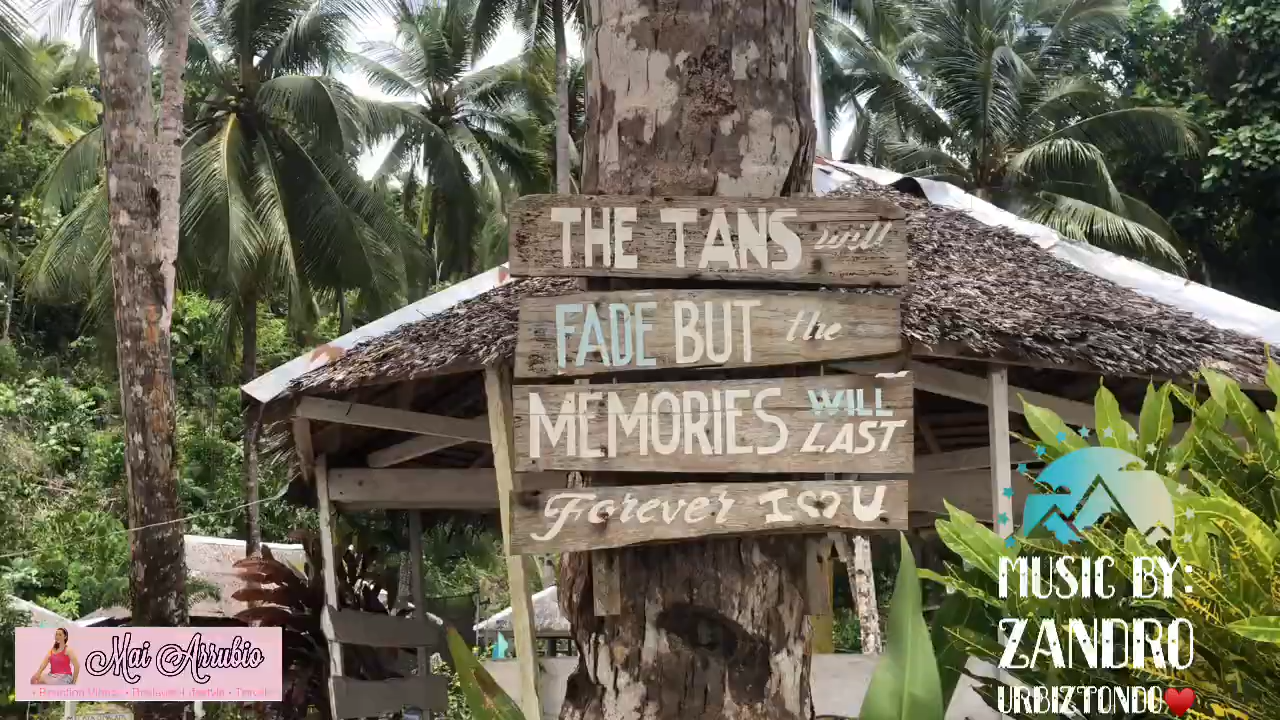 THE TANS will
FADE BUT the
MEMORIES WILL LAST
Forever I ♡ U
MUSIC BY:
ZANDRO
URBIZTONDO♥️
Mai Arrubio